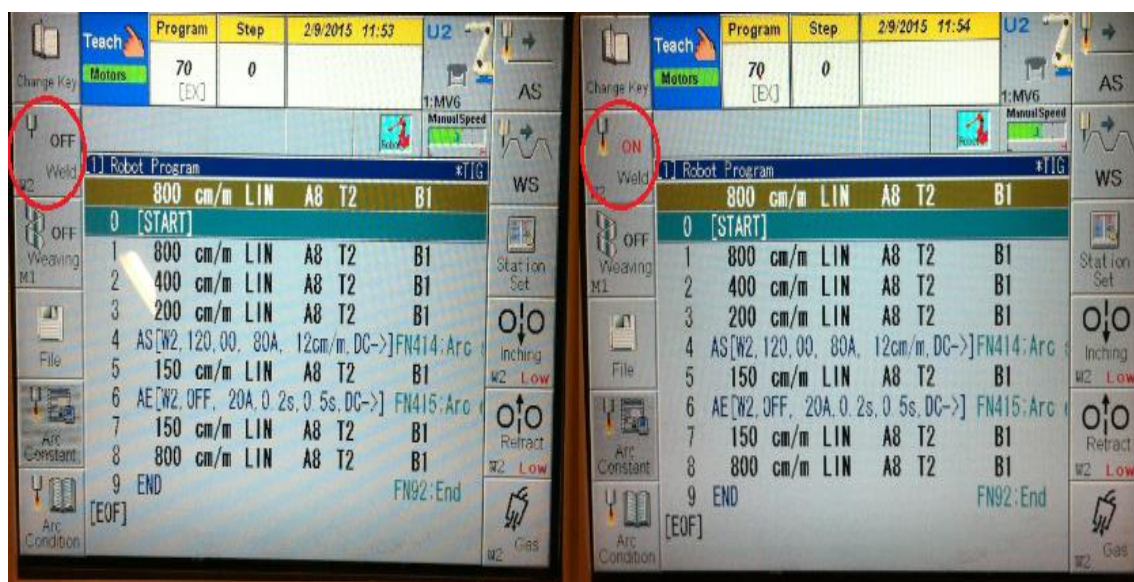 Change Key
Teach
Motors
Program
70
[EX]
Step
0
2/9/2015 11:53
U2
1:MV6
Manual Speed
AS
OFF
Weld
W2
Robot
[1] Robot Program *TIG
WS
800 cm/m LIN A8 T2 B1
0 [START]
OFF
Weaving
M1
1 800 cm/m LIN A8 T2 B1
2 400 cm/m LIN A8 T2 B1
3 200 cm/m LIN A8 T2 B1
4 AS[W2, 120, 00, 80A, 12cm/m, DC->]FN414;Arc
5 150 cm/m LIN A8 T2 B1
6 AE[W2, OFF, 20A, 0.2s, 0.5s, DC->] FN415;Arc
7 150 cm/m LIN A8 T2 B1
8 800 cm/m LIN A8 T2 B1
9 END FN92;End
[EOF]
File
Arc
Constant
Arc
Condition
Station
Set
Inching
W2 Low
Retract
W2 Low
Gas
W2
Change Key
Teach
Motors
Program
70
[EX]
Step
0
2/9/2015 11:54
U2
1:MV6
Manual Speed
AS
ON
Weld
Robot
[1] Robot Program *TIG
WS
800 cm/m LIN A8 T2 B1
0 [START]
OFF
Weaving
M1
1 800 cm/m LIN A8 T2 B1
2 400 cm/m LIN A8 T2 B1
3 200 cm/m LIN A8 T2 B1
4 AS[W2, 120, 00, 80A, 12cm/m, DC->]FN414;Arc
5 150 cm/m LIN A8 T2 B1
6 AE[W2, OFF, 20A, 0.2s, 0.5s, DC->] FN415;Arc
7 150 cm/m LIN A8 T2 B1
8 800 cm/m LIN A8 T2 B1
9 END FN92;End
[EOF]
File
Arc
Constant
Arc
Condition
Station
Set
Inching
W2 Low
Retract
W2 Low
Gas
W2